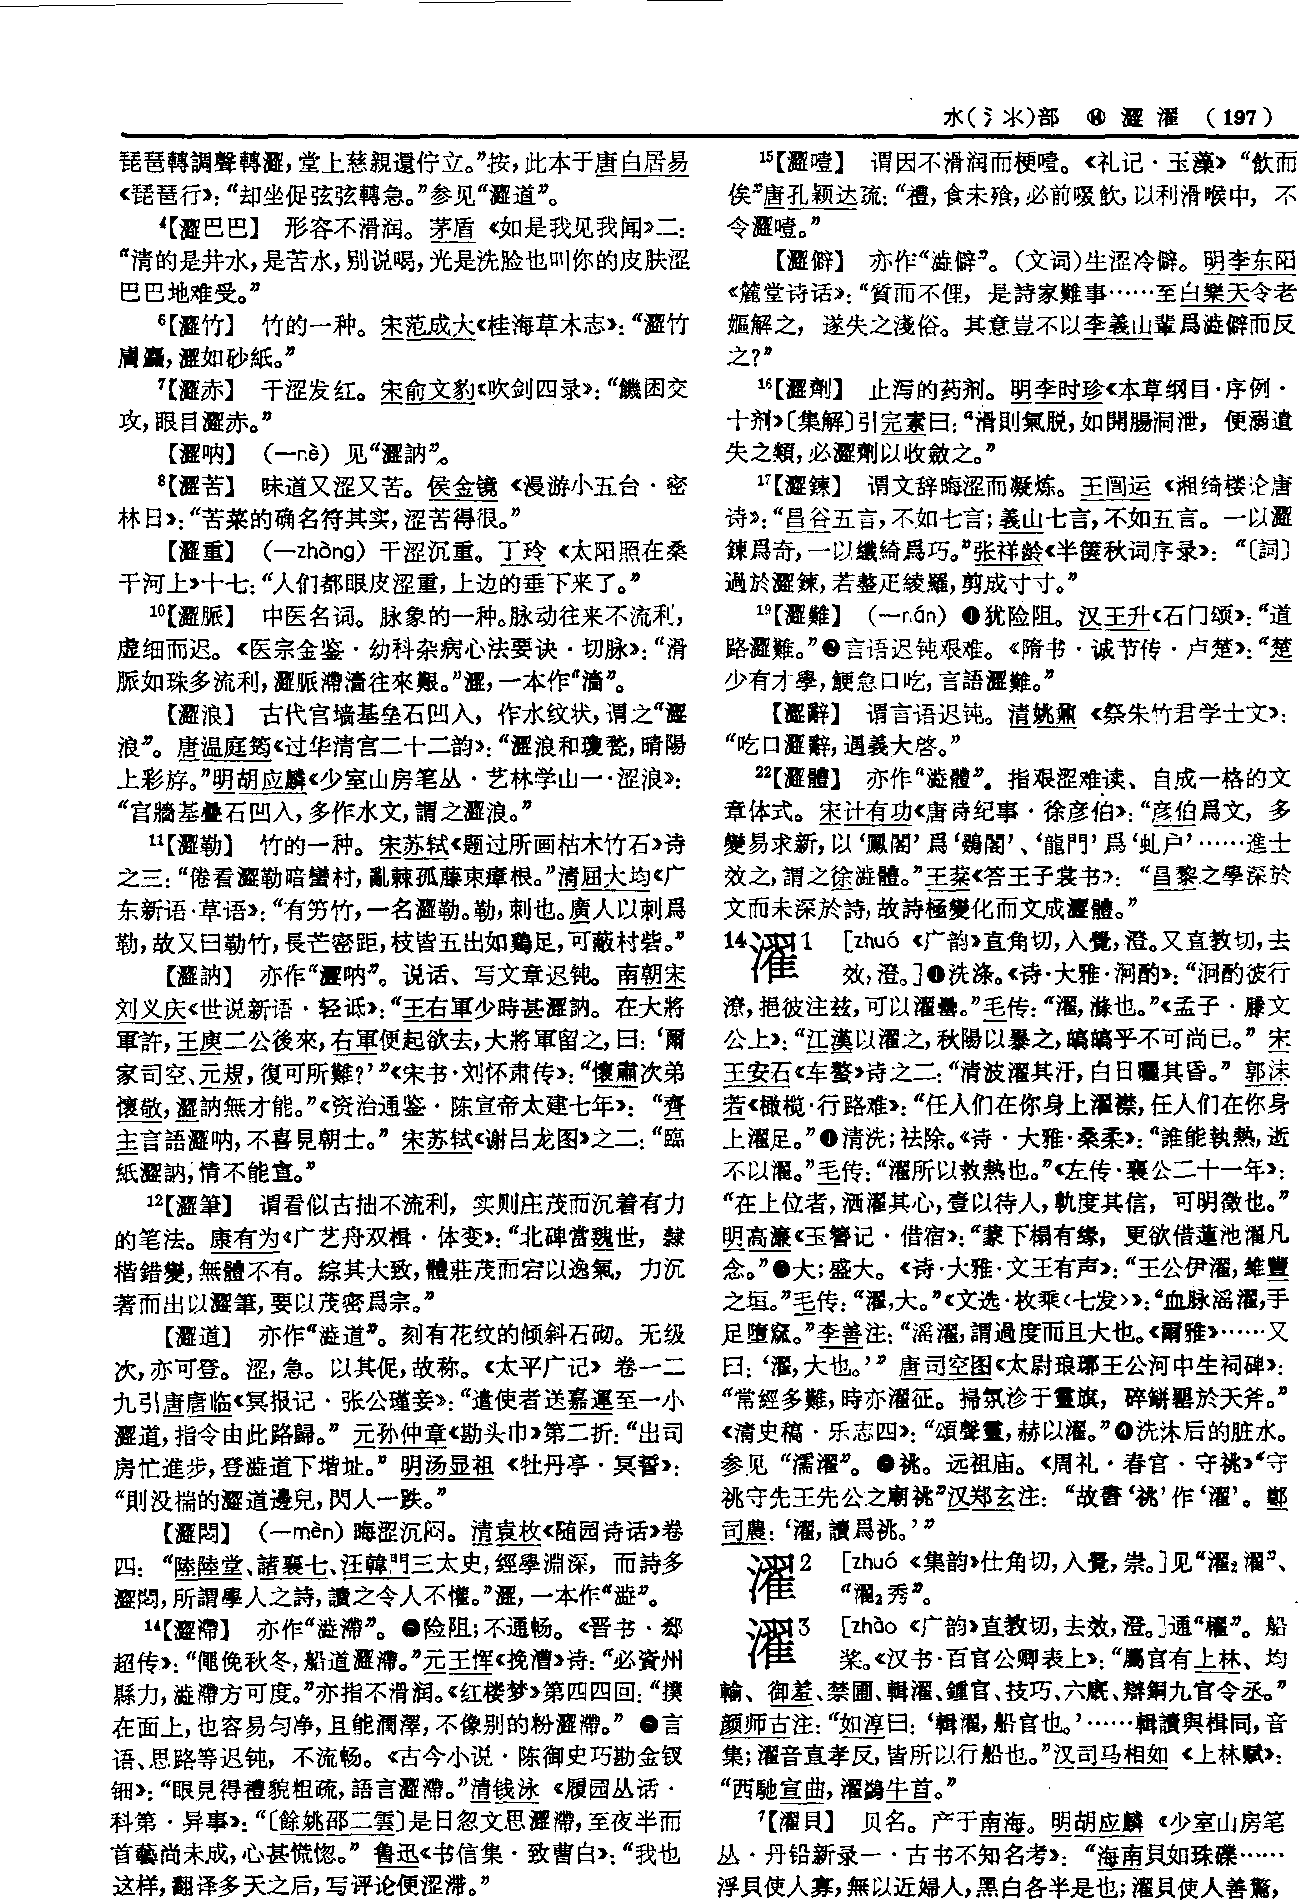 水(氵氺)部 ⑭ 澀 濯 (197)
琵琶轉調聲轉澀，堂上慈親還佇立。”按，此本于唐白居易
《琵琶行》：“却坐促弦弦轉急。”参见“澀道”。
4【澀巴巴】 形容不滑润。茅盾《如是我见我闻》二：
“清的是井水，是苦水，别说喝，光是洗脸也叫你的皮肤涩
巴巴地难受。”
6【澀竹】 竹的一种。宋范成大《桂海草木志》：“澀竹
膚麤，澀如砂紙。”
7【澀赤】 干涩发红。宋俞文豹《吹剑四录》：“饑困交
攻，眼目澀赤。”
【澀呐】 (—nè) 见“澀訥”。
8【澀苦】 味道又涩又苦。侯金镜《漫游小五台·密
林日》：“苦菜的确名符其实，涩苦得很。”
【澀重】 (—zhòng) 干涩沉重。丁玲《太阳照在桑
干河上》十七：“人们都眼皮涩重，上边的垂下来了。”
10【澀脈】 中医名词。脉象的一种。脉动往来不流利，
虚细而迟。《医宗金鉴·幼科杂病心法要诀·切脉》：“滑
脈如珠多流利，澀脈滯濇往來艱。”澀，一本作“濇”。
【澀浪】 古代宫墙基垒石凹入，作水纹状，谓之“澀
浪”。唐温庭筠《过华清宫二十二韵》：“澀浪和瓊甃，晴陽
上彩斿。”明胡应麟《少室山房笔丛·艺林学山一·涩浪》：
“宫牆基疊石凹入，多作水文，謂之澀浪。”
11【澀勒】 竹的一种。宋苏轼《题过所画枯木竹石》诗
之三：“倦看澀勒暗蠻村，亂棘孤藤束瘴根。”清屈大均《广
东新语·草语》：“有竻竹，一名澀勒。勒，刺也。廣人以刺爲
勒，故又曰勒竹，長芒密距，枝皆五出如鷄足，可蔽村砦。”
【澀訥】 亦作“澀呐”。说话、写文章迟钝。南朝宋
刘义庆《世说新语·轻诋》：“王右軍少時甚澀訥。在大將
軍許，王庾二公後來，右軍便起欲去，大將軍留之，曰：‘爾
家司空、元規，復可所難？’”《宋书·刘怀肃传》：“懷肅次弟
懷敬，澀訥無才能。”《资治通鉴·陈宣帝太建七年》：“齊
主言語澀呐，不喜見朝士。”宋苏轼《谢吕龙图》之二：“臨
紙澀訥，情不能宣。”
12【澀筆】 谓看似古拙不流利，实则庄茂而沉着有力
的笔法。康有为《广艺舟双楫·体变》：“北碑當魏世，隸
楷錯變，無體不有。綜其大致，體莊茂而宕以逸氣，力沉
著而出以澀筆，要以茂密爲宗。”
【澀道】 亦作“澁道”。刻有花纹的倾斜石砌。无级
次，亦可登。涩，急。以其促，故称。《太平广记》卷一二
九引唐唐临《冥报记·张公瑾妾》：“遣使者送嘉運至一小
澀道，指令由此路歸。”元孙仲章《勘头巾》第二折：“出司
房忙進步，登澁道下堦址。”明汤显祖《牡丹亭·冥誓》：
“則没揣的澀道邊兒，閃人一跌。”
【澀悶】 (—mèn) 晦涩沉闷。清袁枚《随园诗话》卷
四：“陸陸堂、諸襄七、汪韓門三太史，經學淵深，而詩多
澀悶，所謂學人之詩，讀之令人不懂。”澀，一本作“澁”。
14【澀滯】 亦作“澁滯”。❶险阻；不通畅。《晋书·郗
超传》：“僶俛秋冬，船道澀滯。”元王恽《挽漕》诗：“必資州
縣力，澁滯方可度。”亦指不滑润。《红楼梦》第四四回：“撲
在面上，也容易匀净，且能潤澤，不像别的粉澀滯。”❷言
语、思路等迟钝，不流畅。《古今小说·陈御史巧勘金钗
钿》：“眼見得禮貌粗疏，語言澀滯。”清钱泳《履园丛话·
科第·异事》：“〔餘姚邵二雲〕是日忽文思澀滯，至夜半而
首藝尚未成，心甚慌惚。”鲁迅《书信集·致曹白》：“我也
这样，翻译多天之后，写评论便涩滞。”
15【澀噎】 谓因不滑润而梗噎。《礼记·玉藻》“飲而
俟”唐孔颖达疏：“禮，食未飱，必前啜飲，以利滑喉中，不
令澀噎。”
【澀僻】 亦作“澁僻”。(文词)生涩冷僻。明李东阳
《麓堂诗话》：“質而不俚，是詩家難事……至白樂天令老
嫗解之，遂失之淺俗。其意豈不以李義山輩爲澁僻而反
之？”
16【澀劑】 止泻的药剂。明李时珍《本草纲目·序例·
十剂》〔集解〕引完素曰：“滑則氣脱，如開腸洞泄，便溺遺
失之類，必澀劑以收斂之。”
17【澀鍊】 谓文辞晦涩而凝炼。王闿运《湘绮楼论唐
诗》：“昌谷五言，不如七言；義山七言，不如五言。一以澀
鍊爲奇，一以纖綺爲巧。”张祥龄《半箧秋词序录》：“〔詞〕
過於澀鍊，若整疋綾羅，剪成寸寸。”
19【澀難】 (—nán) ❶犹险阻。汉王升《石门颂》：“道
路澀難。”❷言语迟钝艰难。《隋书·诚节传·卢楚》：“楚
少有才學，鯁急口吃，言語澀難。”
【澀辭】 谓言语迟钝。清姚鼐《祭朱竹君学士文》：
“吃口澀辭，遇義大啓。”
22【澀體】 亦作“澁體”。指艰涩难读、自成一格的文
章体式。宋计有功《唐诗纪事·徐彦伯》：“彦伯爲文，多
變易求新，以‘鳳閣’爲‘鷃閣’、‘龍門’爲‘虬户’……進士
效之，謂之徐澁體。”王棻《答王子裳书》：“昌黎之學深於
文而未深於詩，故詩極變化而文成澀體。”
14濯1 [zhuó《广韵》直角切，入覺，澄。又直教切，去
效，澄。]❶洗涤。《诗·大雅·泂酌》：“泂酌彼行
潦，挹彼注兹，可以濯罍。”毛传：“濯，滌也。”《孟子·滕文
公上》：“江漢以濯之，秋陽以暴之，皜皜乎不可尚已。”宋
王安石《车螯》诗之二：“清波濯其汙，白日曬其昏。”郭沫
若《橄榄·行路难》：“任人们在你身上濯襟，任人们在你身
上濯足。”❷清洗；祛除。《诗·大雅·桑柔》：“誰能執熱，逝
不以濯。”毛传：“濯所以救熱也。”《左传·襄公二十一年》：
“在上位者，洒濯其心，壹以待人，軌度其信，可明徵也。”
明高濂《玉簪记·借宿》：“蒙下榻有缘，更欲借蓮池濯凡
念。”❸大；盛大。《诗·大雅·文王有声》：“王公伊濯，維豐
之垣。”毛传：“濯，大。”《文选·枚乘〈七发〉》：“血脉滛濯，手
足墮窳。”李善注：“滛濯，謂過度而且大也。《爾雅》……又
曰：‘濯，大也。’”唐司空图《太尉琅琊王公河中生祠碑》：
“常經多難，時亦濯征。掃氛沴于靈旗，碎鯨𦉍於天斧。”
《清史稿·乐志四》：“頌聲靈，赫以濯。”❹洗沐后的脏水。
参见“濡濯”。❺祧。远祖庙。《周礼·春官·守祧》“守
祧守先王先公之廟祧”汉郑玄注：“故書‘祧’作‘濯’。鄭
司農：‘濯，讀爲祧。’”
濯2 [zhuó《集韵》仕角切，入覺，崇。]见“濯₂濯”、
“濯₂秀”。
濯3 [zhào《广韵》直教切，去效，澄。]通“櫂”。船
桨。《汉书·百官公卿表上》：“屬官有上林、均
輸、御羞、禁圃、輯濯、鍾官、技巧、六廄、辯銅九官令丞。”
颜师古注：“如淳曰：‘輯濯，船官也。’……輯讀與楫同，音
集；濯音直孝反，皆所以行船也。”汉司马相如《上林赋》：
“西馳宣曲，濯鷁牛首。”
7【濯貝】 贝名。产于南海。明胡应麟《少室山房笔
丛·丹铅新录一·古书不知名考》：“海南貝如珠礫……
浮貝使人寡，無以近婦人，黑白各半是也；濯貝使人善驚，